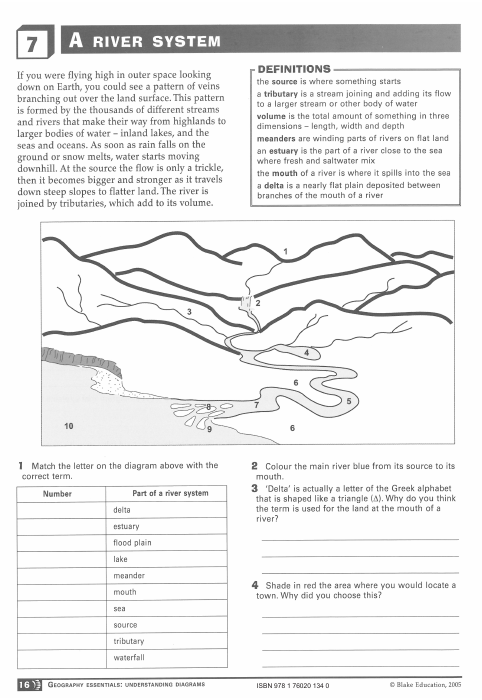 7
A RIVER SYSTEM
If you were flying high in outer space looking
down on Earth, you could see a pattern of veins
branching out over the land surface. This pattern
is formed by the thousands of different streams
and rivers that make their way from highlands to
larger bodies of water – inland lakes, and the
seas and oceans. As soon as rain falls on the
ground or snow melts, water starts moving
downhill. At the source the flow is only a trickle,
then it becomes bigger and stronger as it travels
down steep slopes to flatter land. The river is
joined by tributaries, which add to its volume.
DEFINITIONS
the source is where something starts
a tributary is a stream joining and adding its flow
to a larger stream or other body of water
volume is the total amount of something in three
dimensions – length, width and depth
meanders are winding parts of rivers on flat land
an estuary is the part of a river close to the sea
where fresh and saltwater mix
the mouth of a river is where it spills into the sea
a delta is a nearly flat plain deposited between
branches of the mouth of a river
1
2
3
4
6
5
7
8
9
6
10
1 Match the letter on the diagram above with the
correct term.
Number Part of a river system
delta
estuary
flood plain
lake
meander
mouth
sea
source
tributary
waterfall
2 Colour the main river blue from its source to its
mouth.
3 ‘Delta’ is actually a letter of the Greek alphabet
that is shaped like a triangle (∆). Why do you think
the term is used for the land at the mouth of a
river?
4 Shade in red the area where you would locate a
town. Why did you choose this?
16 GEOGRAPHY ESSENTIALS: UNDERSTANDING DIAGRAMS
ISBN 978 1 76020 134 0
© Blake Education, 2005